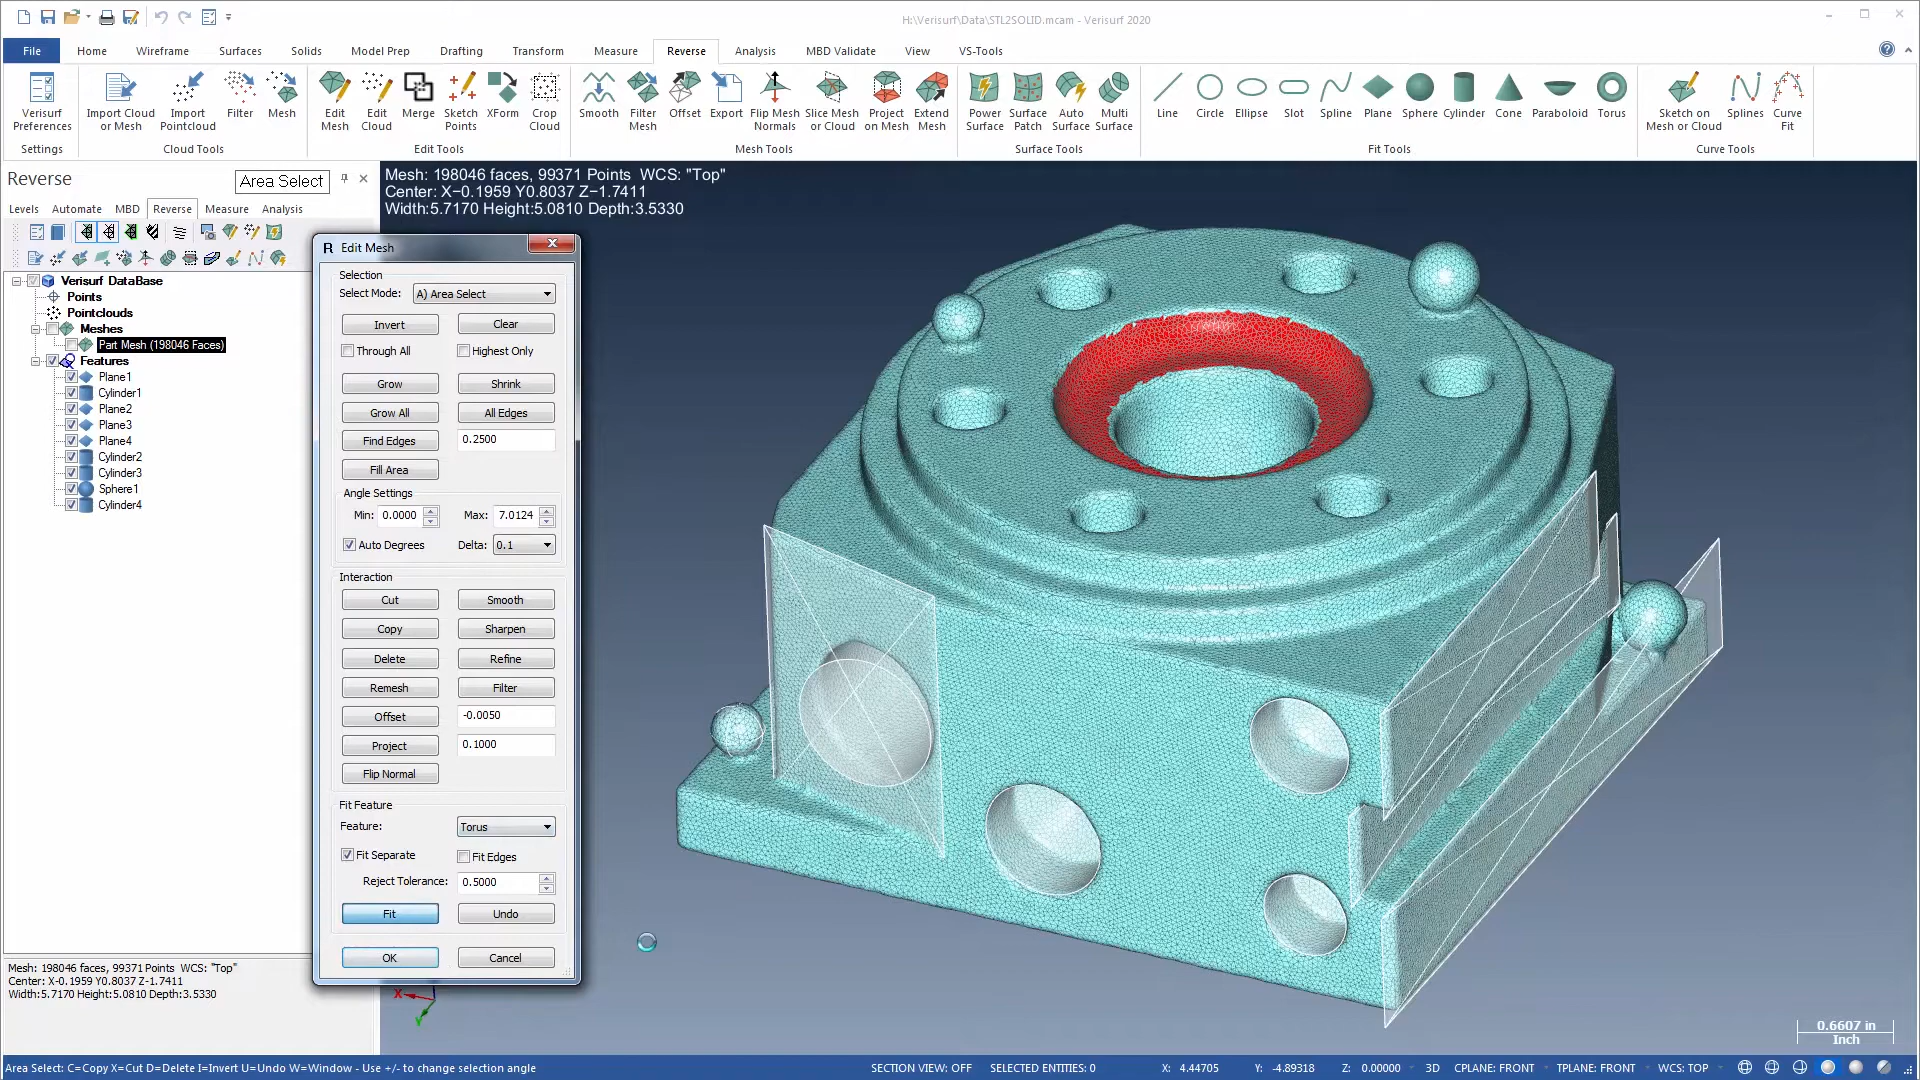 H:\Verisurf\Data\STL2SOLID.mcam - Verisurf 2020
File Home Wireframe Surfaces Solids Model Prep Drafting Transform Measure Reverse Analysis MBD Validate View VS-Tools
Verisurf Preferences
Settings
Import Cloud or Mesh
Import Pointcloud
Filter
Mesh
Cloud Tools
Edit Mesh
Edit Cloud
Merge
Sketch Points
XForm
Crop Cloud
Edit Tools
Smooth
Filter Mesh
Offset
Export
Flip Mesh Normals
Slice Mesh or Cloud
Project on Mesh
Extend Mesh
Mesh Tools
Power Surface
Surface Patch
Auto Surface
Multi Surface
Surface Tools
Line
Circle
Ellipse
Slot
Spline
Plane
Sphere
Cylinder
Cone
Paraboloid
Torus
Fit Tools
Sketch on Mesh or Cloud
Splines
Curve Fit
Curve Tools
Reverse
Area Select
Levels Automate MBD Reverse Measure Analysis
Verisurf DataBase
Points
Pointclouds
Meshes
Part Mesh (198046 Faces)
Features
Plane1
Cylinder1
Plane2
Plane3
Plane4
Cylinder2
Cylinder3
Sphere1
Cylinder4
Mesh: 198046 faces, 99371 Points WCS: "Top"
Center: X-0.1959 Y0.8037 Z-1.7411
Width:5.7170 Height:5.0810 Depth:3.5330
R Edit Mesh
Selection
Select Mode: A) Area Select
Invert Clear
Through All Highest Only
Grow Shrink
Grow All All Edges
Find Edges 0.2500
Fill Area
Angle Settings
Min: 0.0000 Max: 7.0124
Auto Degrees Delta: 0.1
Interaction
Cut Smooth
Copy Sharpen
Delete Refine
Remesh Filter
Offset -0.0050
Project 0.1000
Flip Normal
Fit Feature
Feature: Torus
Fit Separate Fit Edges
Reject Tolerance: 0.5000
Fit Undo
OK Cancel
Mesh: 198046 faces, 99371 Points WCS: "Top"
Center: X-0.1959 Y0.8037 Z-1.7411
Width:5.7170 Height:5.0810 Depth:3.5330
X
Y
0.6607 in
Inch
Area Select: C=Copy X=Cut D=Delete I=Invert U=Undo W=Window - Use +/- to change selection angle
SECTION VIEW: OFF SELECTED ENTITIES: 0 X: 4.44705 Y: -4.89318 Z: 0.00000 3D CPLANE: FRONT TPLANE: FRONT WCS: TOP